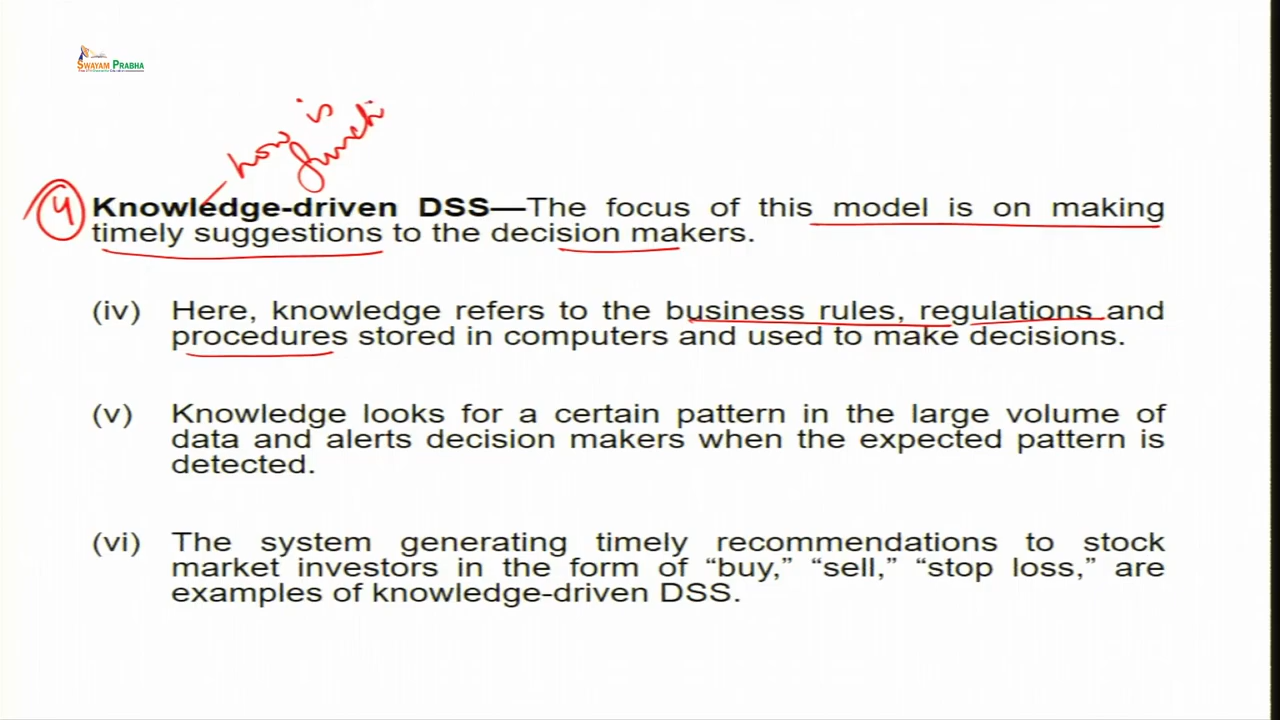 SWAYAM PRABHA
how is
functi
4
Knowledge-driven DSS—The focus of this model is on making
timely suggestions to the decision makers.
(iv) Here, knowledge refers to the business rules, regulations and
procedures stored in computers and used to make decisions.
(v) Knowledge looks for a certain pattern in the large volume of
data and alerts decision makers when the expected pattern is
detected.
(vi) The system generating timely recommendations to stock
market investors in the form of “buy,” “sell,” “stop loss,” are
examples of knowledge-driven DSS.